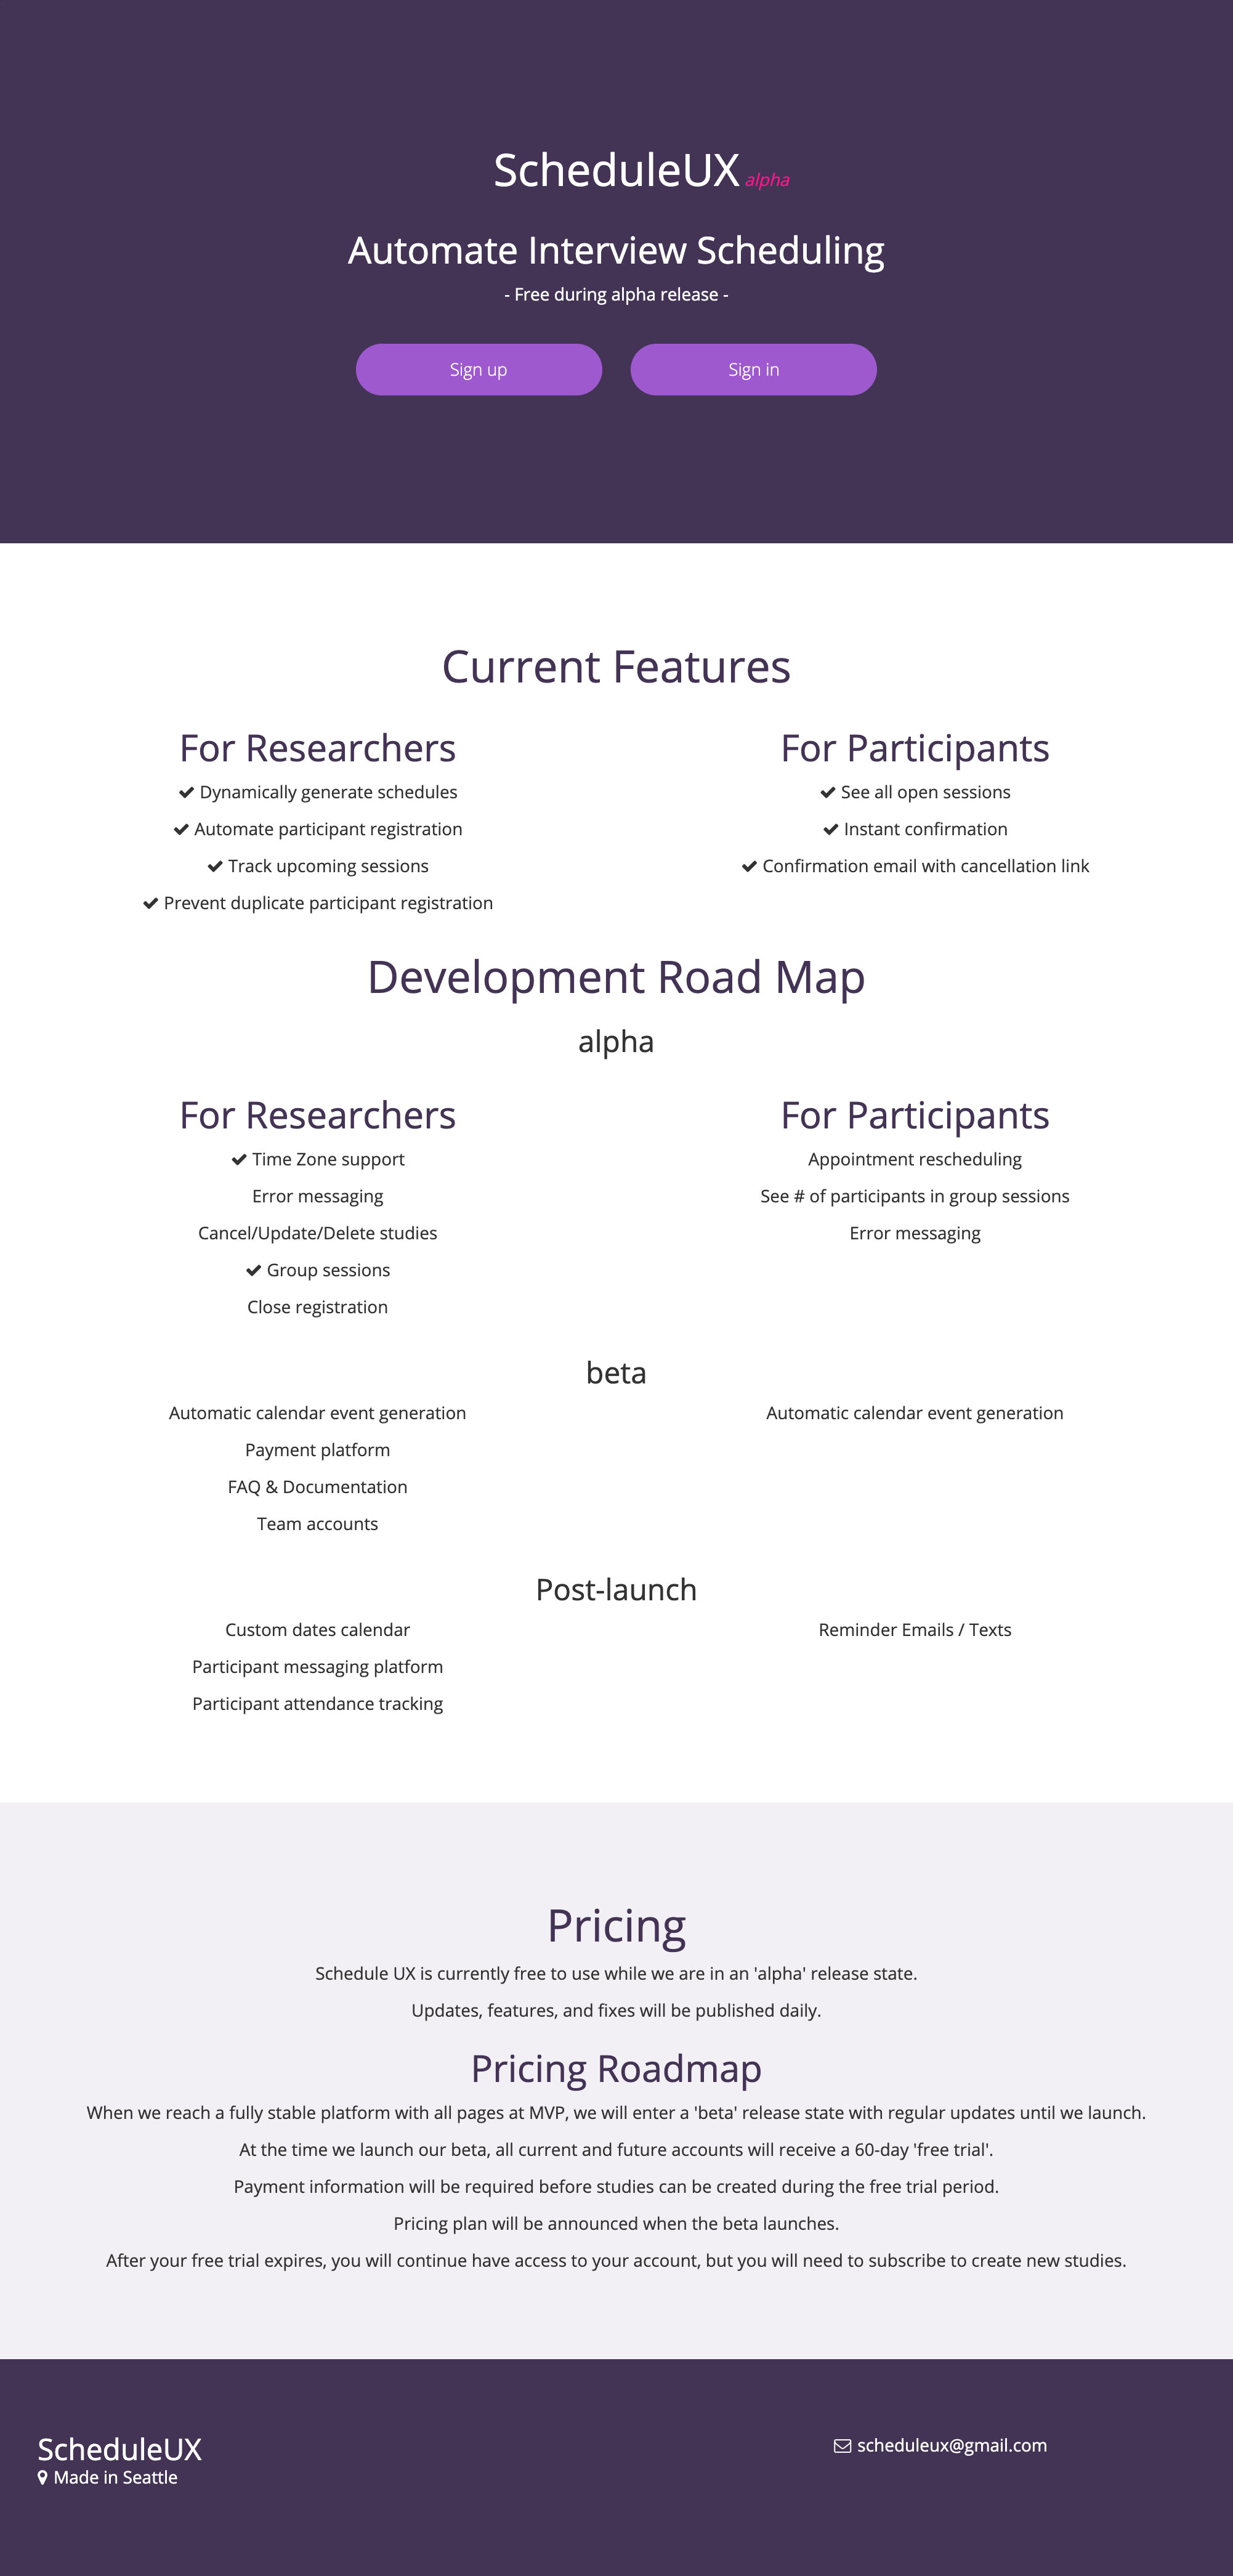 ScheduleUX alpha
Automate Interview Scheduling
- Free during alpha release -
Sign up
Sign in
Current Features
For Researchers
✔ Dynamically generate schedules
✔ Automate participant registration
✔ Track upcoming sessions
✔ Prevent duplicate participant registration
For Participants
✔ See all open sessions
✔ Instant confirmation
✔ Confirmation email with cancellation link
Development Road Map
alpha
For Researchers
✔ Time Zone support
Error messaging
Cancel/Update/Delete studies
✔ Group sessions
Close registration
For Participants
Appointment rescheduling
See # of participants in group sessions
Error messaging
beta
Automatic calendar event generation
Payment platform
FAQ & Documentation
Team accounts
Automatic calendar event generation
Post-launch
Custom dates calendar
Participant messaging platform
Participant attendance tracking
Reminder Emails / Texts
Pricing
Schedule UX is currently free to use while we are in an 'alpha' release state.
Updates, features, and fixes will be published daily.
Pricing Roadmap
When we reach a fully stable platform with all pages at MVP, we will enter a 'beta' release state with regular updates until we launch.
At the time we launch our beta, all current and future accounts will receive a 60-day 'free trial'.
Payment information will be required before studies can be created during the free trial period.
Pricing plan will be announced when the beta launches.
After your free trial expires, you will continue have access to your account, but you will need to subscribe to create new studies.
ScheduleUX
Made in Seattle
scheduleux@gmail.com